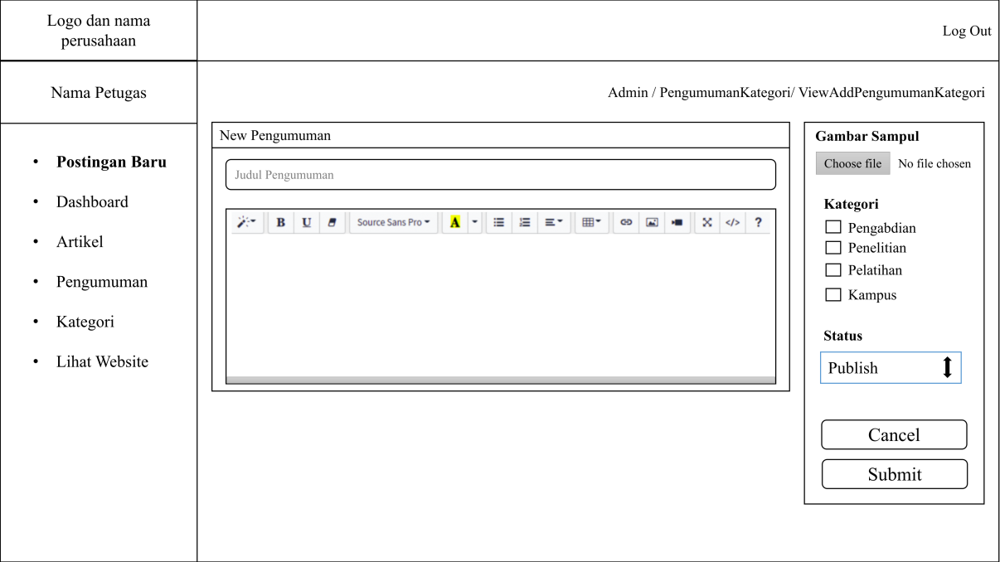 Logo dan nama
perusahaan
Log Out
Nama Petugas
Admin / PengumumanKategori/ ViewAddPengumumanKategori
• Postingan Baru
• Dashboard
• Artikel
• Pengumuman
• Kategori
• Lihat Website
New Pengumuman
Judul Pengumuman
B U Source Sans Pro A </> ?
Gambar Sampul
Choose file No file chosen
Kategori
Pengabdian
Penelitian
Pelatihan
Kampus
Status
Publish
Cancel
Submit